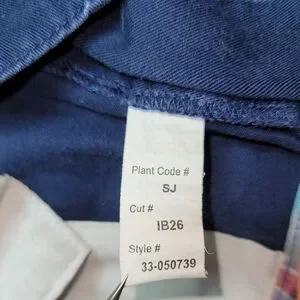 Plant Code #
SJ
Cut #
IB26
Style #
33-050739